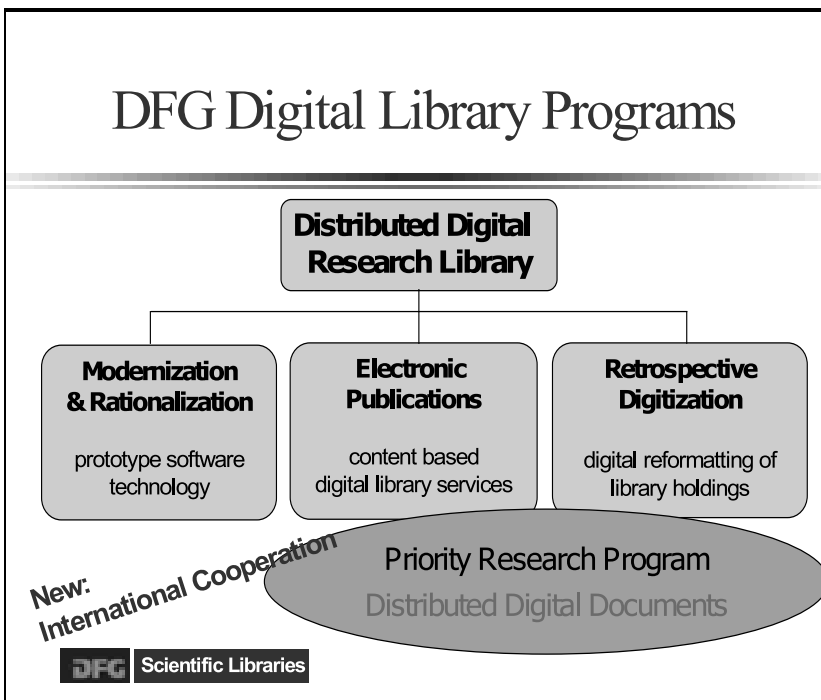 DFG Digital Library Programs
Distributed Digital
Research Library
Modernization
& Rationalization
prototype software
technology
Electronic
Publications
content based
digital library services
Retrospective
Digitization
digital reformatting of
library holdings
New:
International Cooperation
Priority Research Program
Distributed Digital Documents
DFG Scientific Libraries